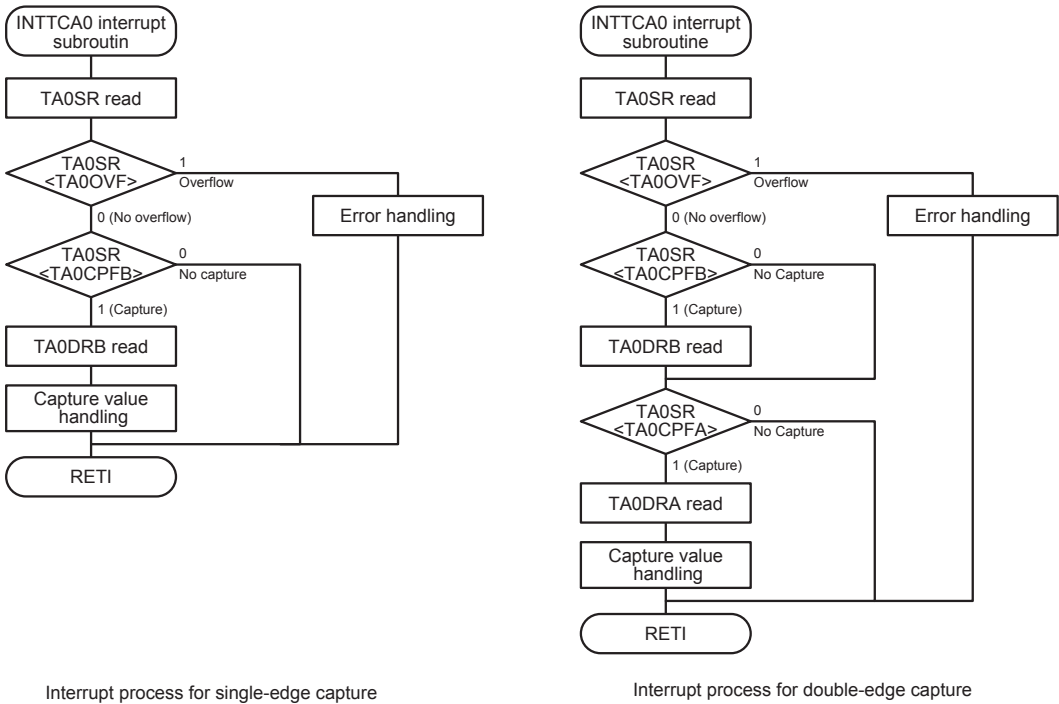 INTTCA0 interrupt
subroutin
TA0SR read
TA0SR
<TA0OVF>
1
Overflow
0 (No overflow)
Error handling
TA0SR
<TA0CPFB>
0
No capture
1 (Capture)
TA0DRB read
Capture value
handling
RETI
Interrupt process for single-edge capture
INTTCA0 interrupt
subroutine
TA0SR read
TA0SR
<TA0OVF>
1
Overflow
0 (No overflow)
Error handling
TA0SR
<TA0CPFB>
0
No Capture
1 (Capture)
TA0DRB read
TA0SR
<TA0CPFA>
0
No Capture
1 (Capture)
TA0DRA read
Capture value
handling
RETI
Interrupt process for double-edge capture